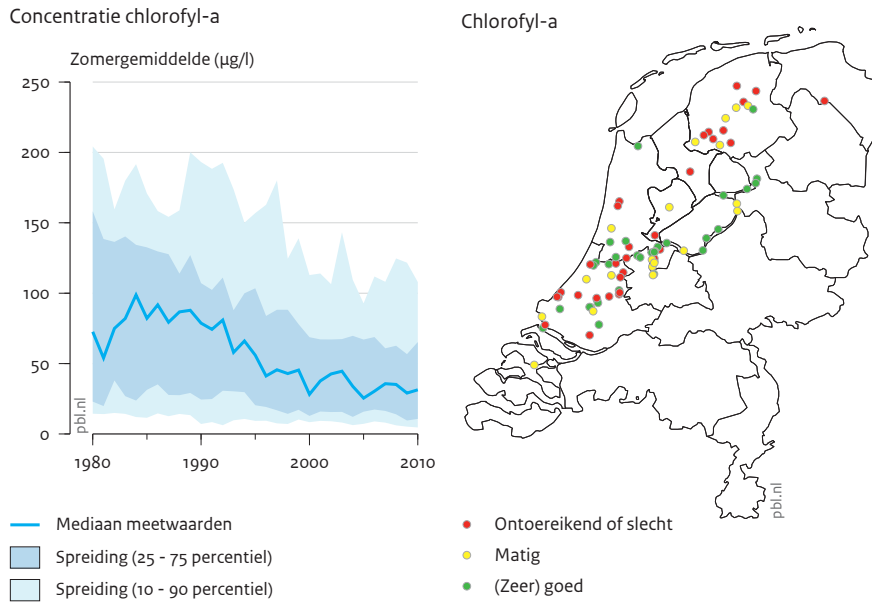 Concentratie chlorofyl-a
Zomergemiddelde (µg/l)
250
200
150
100
50
0
pbl.nl
1980
1990
2000
2010
Mediaan meetwaarden
Spreiding (25 - 75 percentiel)
Spreiding (10 - 90 percentiel)
Chlorofyl-a
pbl.nl
Ontoereikend of slecht
Matig
(Zeer) goed